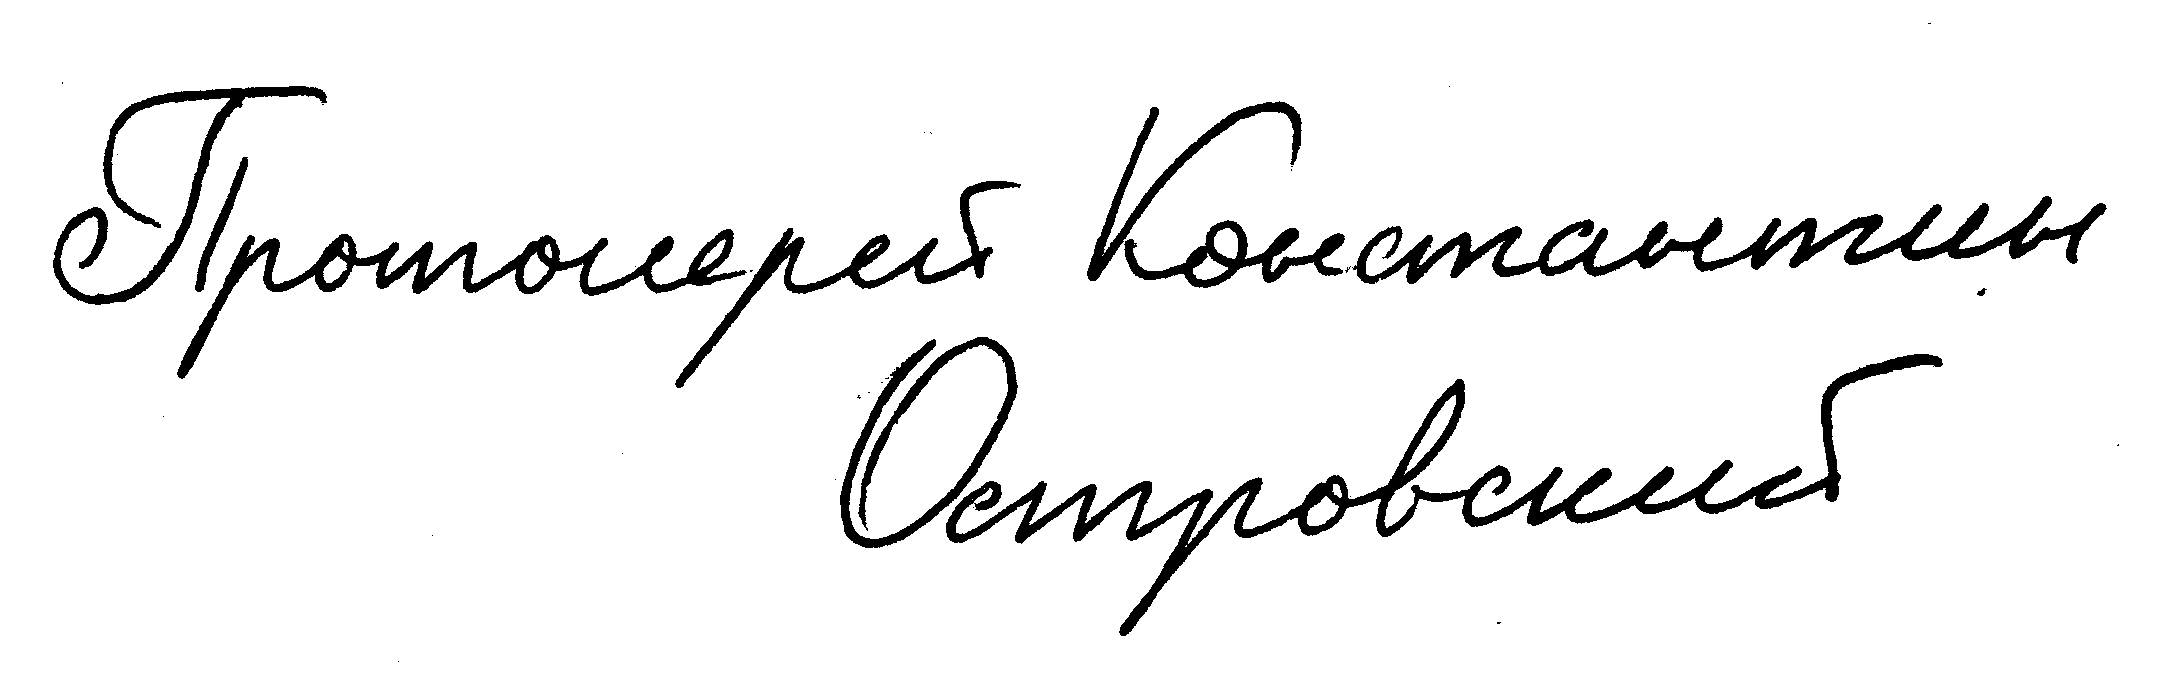 Протоиерей Константин
Островский